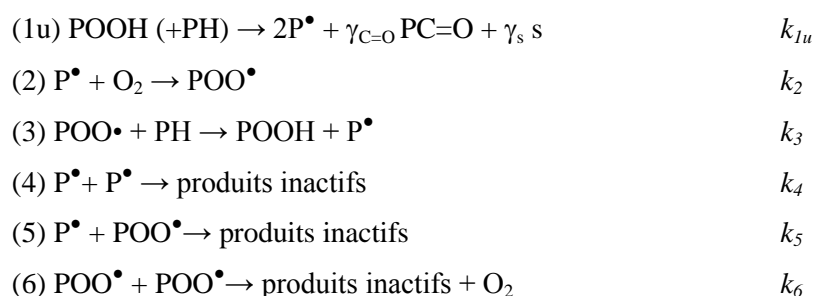 (1u) POOH (+PH) → 2P• + γC=O PC=O + γs s k1u
(2) P• + O2 → POO• k2
(3) POO• + PH → POOH + P• k3
(4) P•+ P• → produits inactifs k4
(5) P• + POO•→ produits inactifs k5
(6) POO• + POO•→ produits inactifs + O2 k6